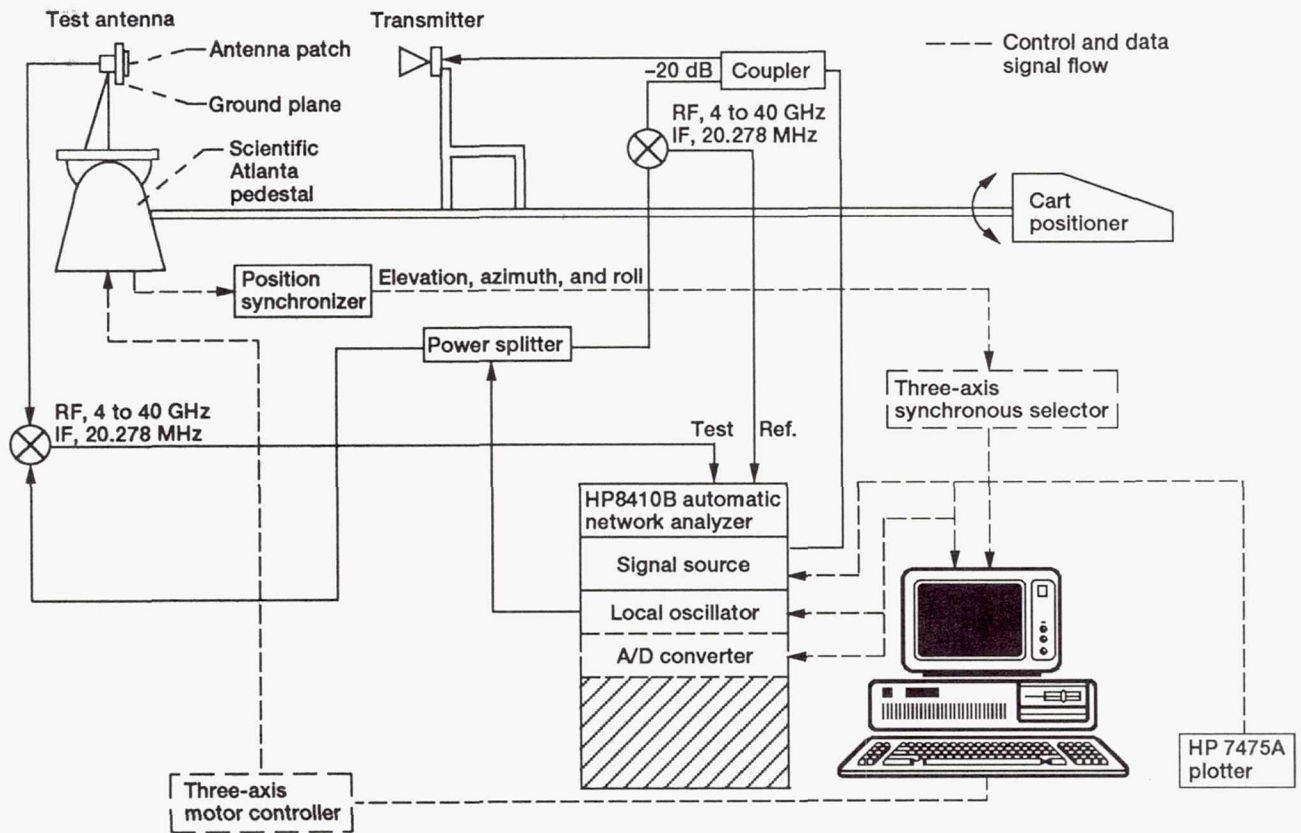 Test antenna
Transmitter
Antenna patch
Ground plane
Scientific
Atlanta
pedestal
–20 dB
Coupler
Control and data
signal flow
RF, 4 to 40 GHz
IF, 20.278 MHz
Cart
positioner
Position
synchronizer
Elevation, azimuth, and roll
Power splitter
Three-axis
synchronous selector
RF, 4 to 40 GHz
IF, 20.278 MHz
Test
Ref.
HP8410B automatic
network analyzer
Signal source
Local oscillator
A/D converter
HP 7475A
plotter
Three-axis
motor controller